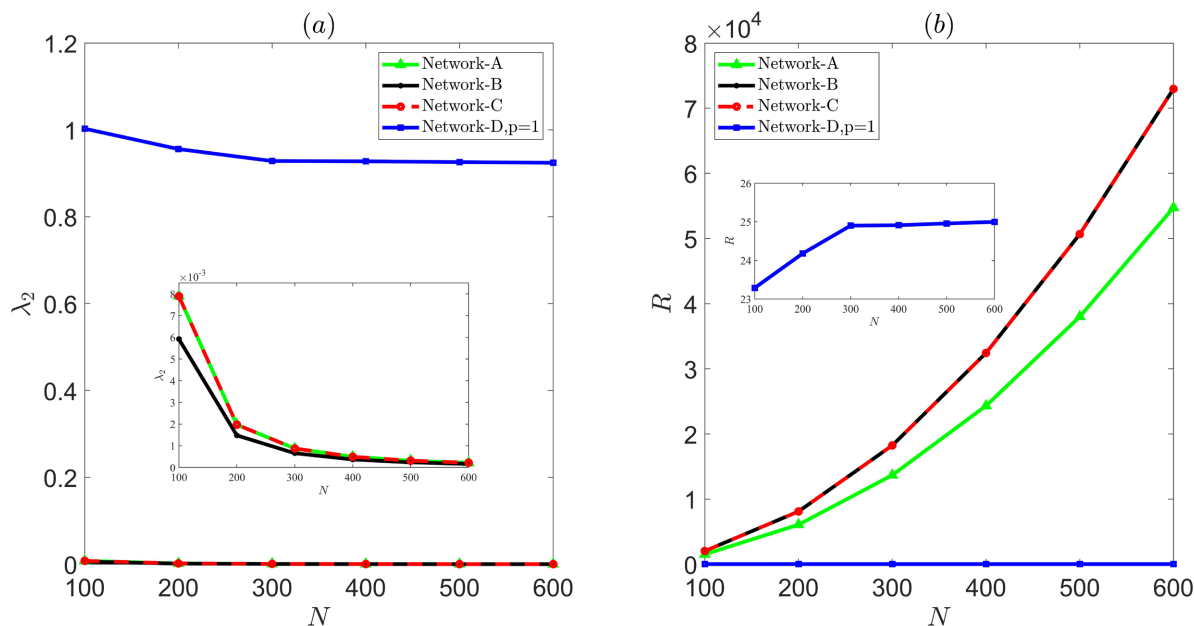 (a)
1.2
1
0.8
0.6
0.4
0.2
0
100 200 300 400 500 600
N
λ₂
Network-A
Network-B
Network-C
Network-D,p=1
×10⁻³
8
7
6
5
4
3
2
1
0
100 200 300 400 500 600
N
λ₂
(b)
×10⁴
8
7
6
5
4
3
2
1
0
100 200 300 400 500 600
N
R
Network-A
Network-B
Network-C
Network-D,p=1
26
25
24
23
100 200 300 400 500 600
N
R